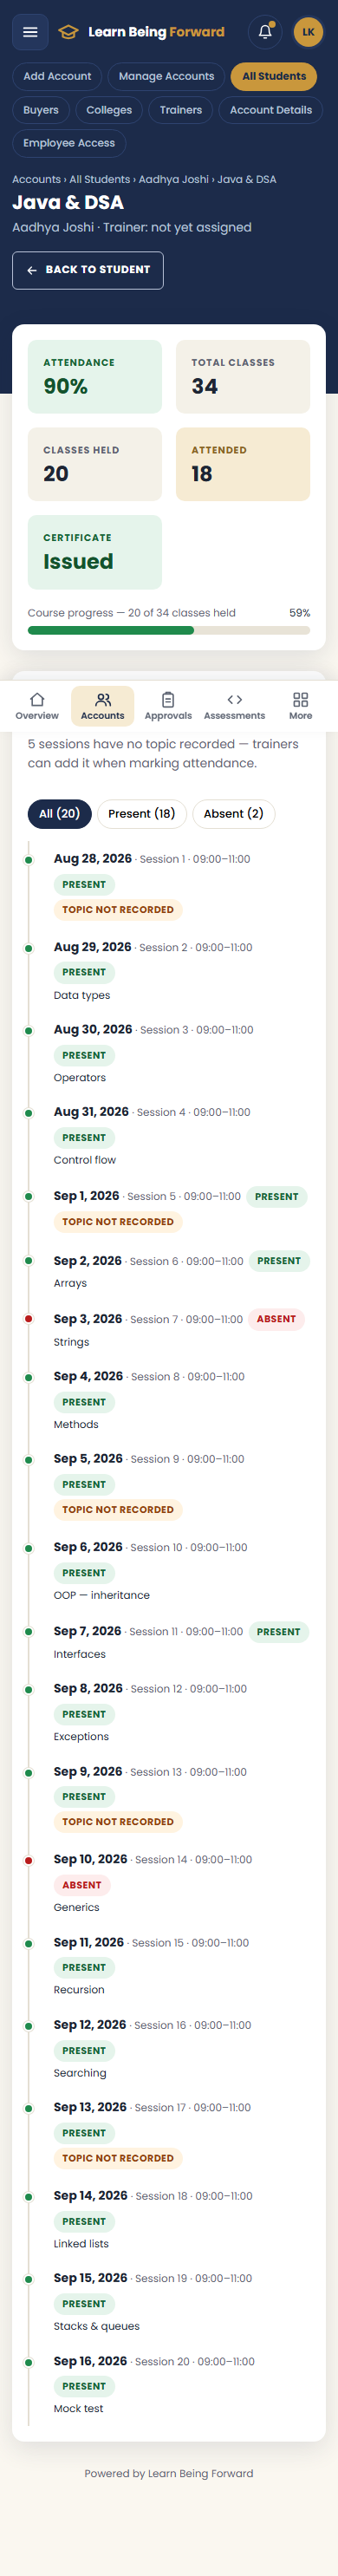 Learn Being Forward
LK
Add Account
Manage Accounts
All Students
Buyers
Colleges
Trainers
Account Details
Employee Access
Accounts › All Students › Aadhya Joshi › Java & DSA
Java & DSA
Aadhya Joshi · Trainer: not yet assigned
← BACK TO STUDENT
ATTENDANCE
90%
TOTAL CLASSES
34
CLASSES HELD
20
ATTENDED
18
CERTIFICATE
Issued
Course progress — 20 of 34 classes held 59%
Overview
Accounts
Approvals
Assessments
More
5 sessions have no topic recorded — trainers
can add it when marking attendance.
All (20)
Present (18)
Absent (2)
Aug 28, 2026 · Session 1 · 09:00–11:00
PRESENT
TOPIC NOT RECORDED
Aug 29, 2026 · Session 2 · 09:00–11:00
PRESENT
Data types
Aug 30, 2026 · Session 3 · 09:00–11:00
PRESENT
Operators
Aug 31, 2026 · Session 4 · 09:00–11:00
PRESENT
Control flow
Sep 1, 2026 · Session 5 · 09:00–11:00 PRESENT
TOPIC NOT RECORDED
Sep 2, 2026 · Session 6 · 09:00–11:00 PRESENT
Arrays
Sep 3, 2026 · Session 7 · 09:00–11:00 ABSENT
Strings
Sep 4, 2026 · Session 8 · 09:00–11:00
PRESENT
Methods
Sep 5, 2026 · Session 9 · 09:00–11:00
PRESENT
TOPIC NOT RECORDED
Sep 6, 2026 · Session 10 · 09:00–11:00
PRESENT
OOP — inheritance
Sep 7, 2026 · Session 11 · 09:00–11:00 PRESENT
Interfaces
Sep 8, 2026 · Session 12 · 09:00–11:00
PRESENT
Exceptions
Sep 9, 2026 · Session 13 · 09:00–11:00
PRESENT
TOPIC NOT RECORDED
Sep 10, 2026 · Session 14 · 09:00–11:00
ABSENT
Generics
Sep 11, 2026 · Session 15 · 09:00–11:00
PRESENT
Recursion
Sep 12, 2026 · Session 16 · 09:00–11:00
PRESENT
Searching
Sep 13, 2026 · Session 17 · 09:00–11:00
PRESENT
TOPIC NOT RECORDED
Sep 14, 2026 · Session 18 · 09:00–11:00
PRESENT
Linked lists
Sep 15, 2026 · Session 19 · 09:00–11:00
PRESENT
Stacks & queues
Sep 16, 2026 · Session 20 · 09:00–11:00
PRESENT
Mock test
Powered by Learn Being Forward